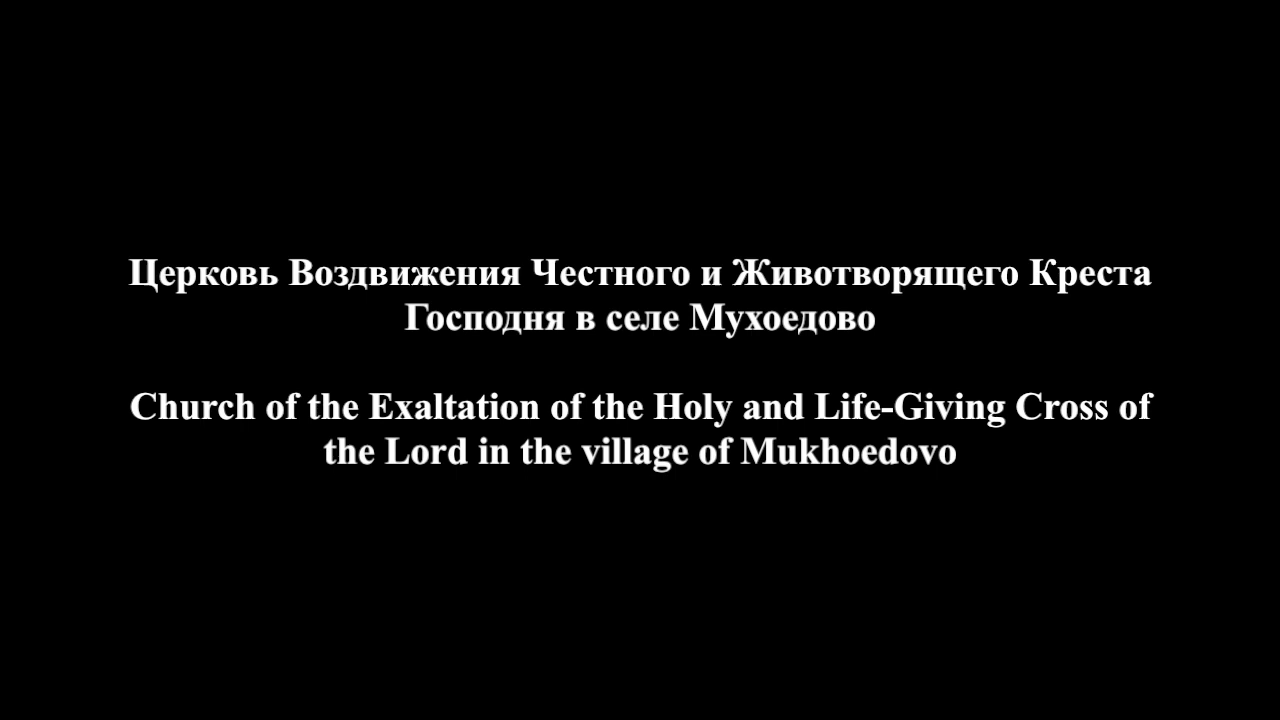 Церковь Воздвижения Честного и Животворящего Креста
Господня в селе Мухоедово
Church of the Exaltation of the Holy and Life-Giving Cross of
the Lord in the village of Mukhoedovo